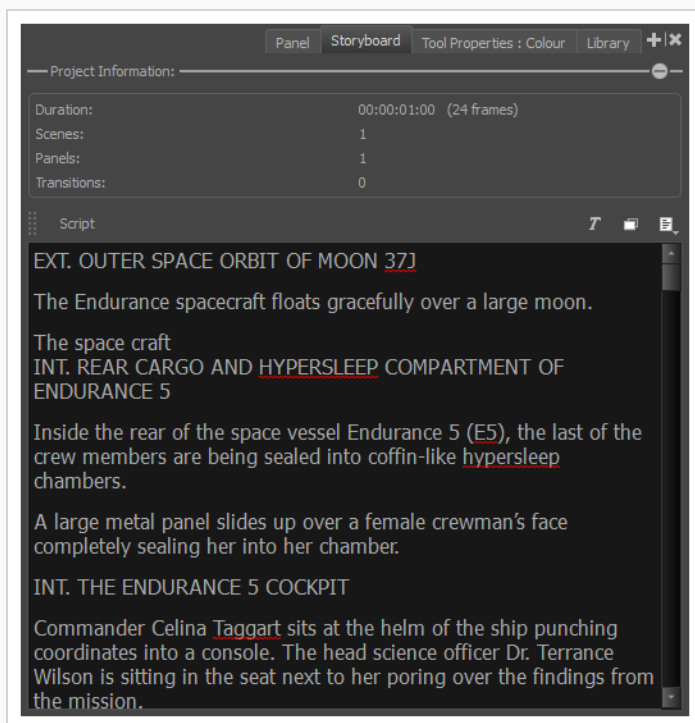 Panel Storyboard Tool Properties : Colour Library
Project Information:
Duration: 00:00:01:00 (24 frames)
Scenes: 1
Panels: 1
Transitions: 0
Script T
EXT. OUTER SPACE ORBIT OF MOON 37J
The Endurance spacecraft floats gracefully over a large moon.
The space craft
INT. REAR CARGO AND HYPERSLEEP COMPARTMENT OF
ENDURANCE 5
Inside the rear of the space vessel Endurance 5 (E5), the last of the
crew members are being sealed into coffin-like hypersleep
chambers.
A large metal panel slides up over a female crewman's face
completely sealing her into her chamber.
INT. THE ENDURANCE 5 COCKPIT
Commander Celina Taggart sits at the helm of the ship punching
coordinates into a console. The head science officer Dr. Terrance
Wilson is sitting in the seat next to her poring over the findings from
the mission.